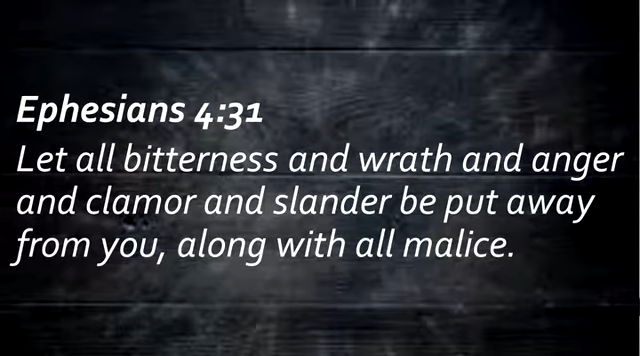 Ephesians 4:31
Let all bitterness and wrath and anger
and clamor and slander be put away
from you, along with all malice.